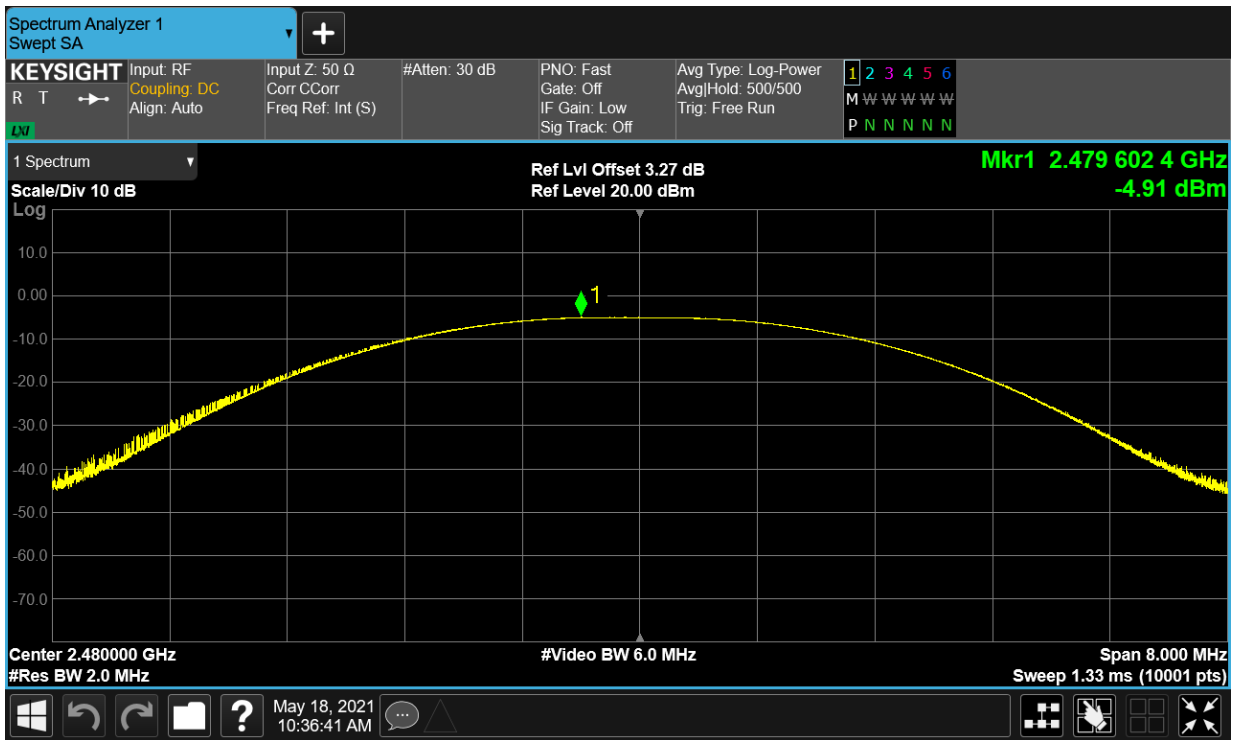 Spectrum Analyzer 1
Swept SA
+
KEYSIGHT
R T
LXI
Input: RF
Coupling: DC
Align: Auto
Input Z: 50 Ω
Corr CCorr
Freq Ref: Int (S)
#Atten: 30 dB
PNO: Fast
Gate: Off
IF Gain: Low
Sig Track: Off
Avg Type: Log-Power
Avg|Hold: 500/500
Trig: Free Run
1 2 3 4 5 6
M W W W W W
P N N N N N
1 Spectrum
Scale/Div 10 dB
Log
Ref Lvl Offset 3.27 dB
Ref Level 20.00 dBm
Mkr1 2.479 602 4 GHz
-4.91 dBm
10.0
0.00
-10.0
-20.0
-30.0
-40.0
-50.0
-60.0
-70.0
1
Center 2.480000 GHz
#Res BW 2.0 MHz
#Video BW 6.0 MHz
Span 8.000 MHz
Sweep 1.33 ms (10001 pts)
?
May 18, 2021
10:36:41 AM